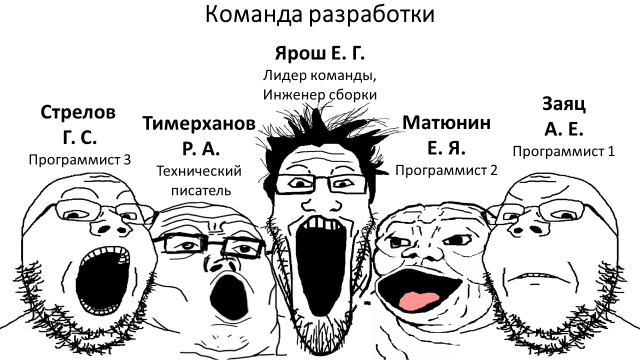 Команда разработки
Ярош Е. Г.
Лидер команды,
Инженер сборки
Стрелов
Г. С.
Программист 3
Тимерханов
Р. А.
Технический
писатель
Матюнин
Е. Я.
Программист 2
Заяц
А. Е.
Программист 1